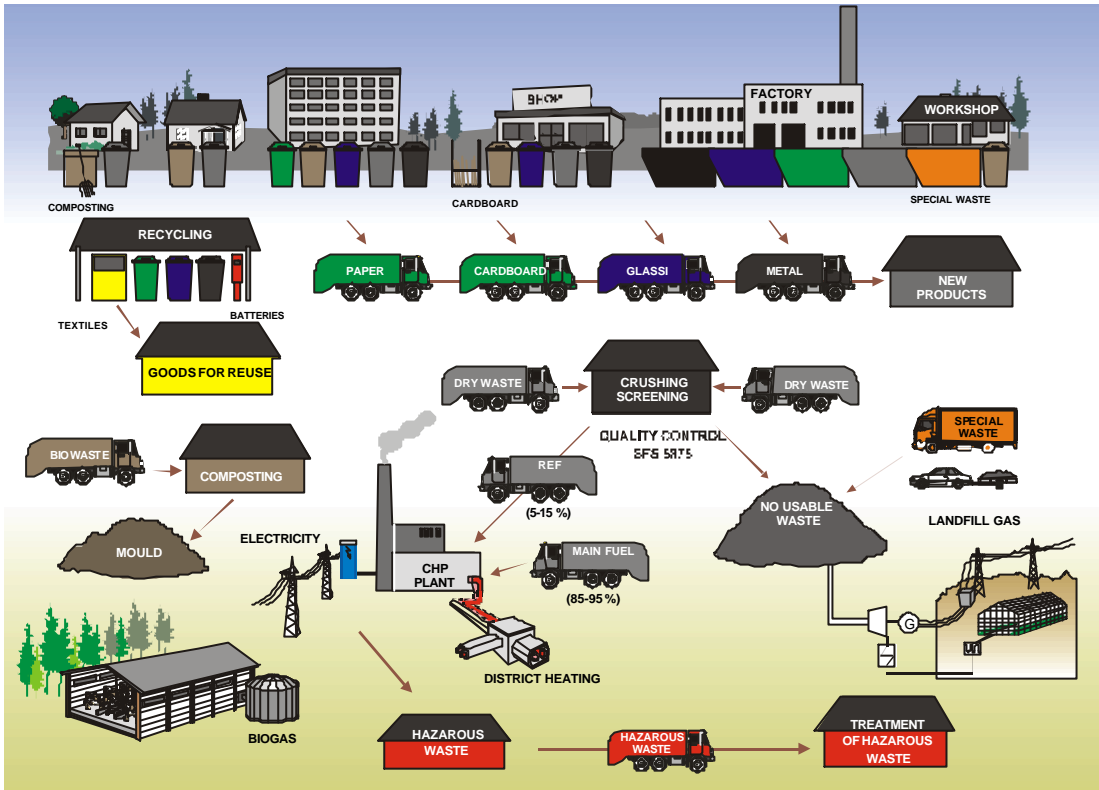 SHOP
FACTORY
WORKSHOP
COMPOSTING
CARDBOARD
SPECIAL WASTE
RECYCLING
PAPER
CARDBOARD
GLASSI
METAL
NEW
PRODUCTS
TEXTILES
BATTERIES
GOODS FOR REUSE
DRY WASTE
CRUSHING
SCREENING
DRY WASTE
QUALITY CONTROL
SFS 5875
SPECIAL
WASTE
BIOWASTE
COMPOSTING
REF
(5-15 %)
NO USABLE
WASTE
LANDFILL GAS
MOULD
ELECTRICITY
CHP
PLANT
MAIN FUEL
(85-95 %)
G
DISTRICT HEATING
BIOGAS
HAZAROUS
WASTE
HAZAROUS
WASTE
TREATMENT
OF HAZAROUS
WASTE